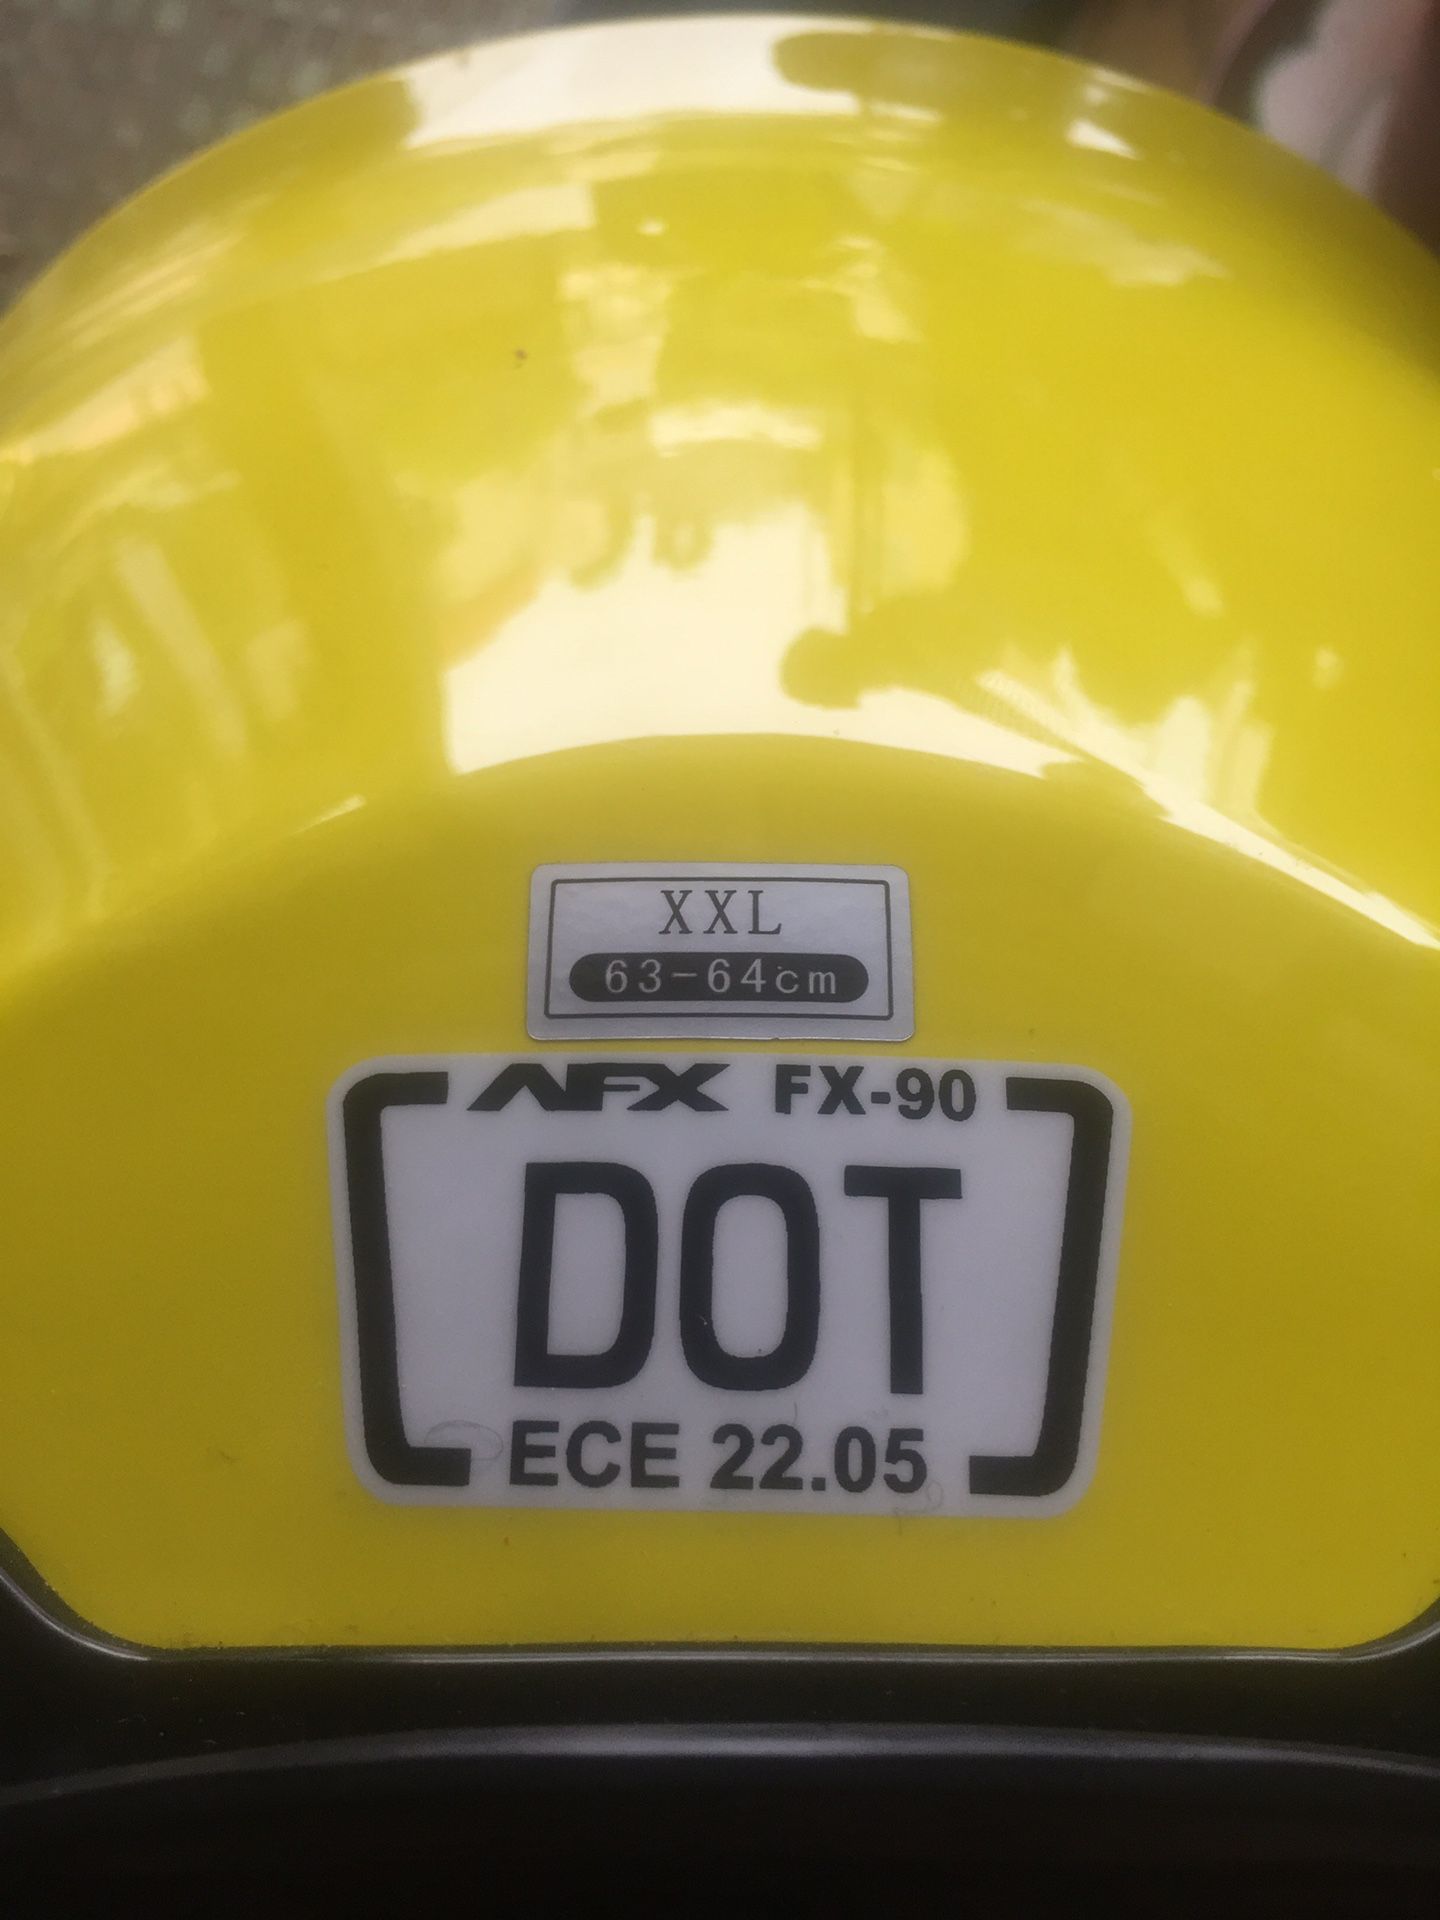 XXL
63-64cm
AFX FX-90
DOT
ECE 22.05